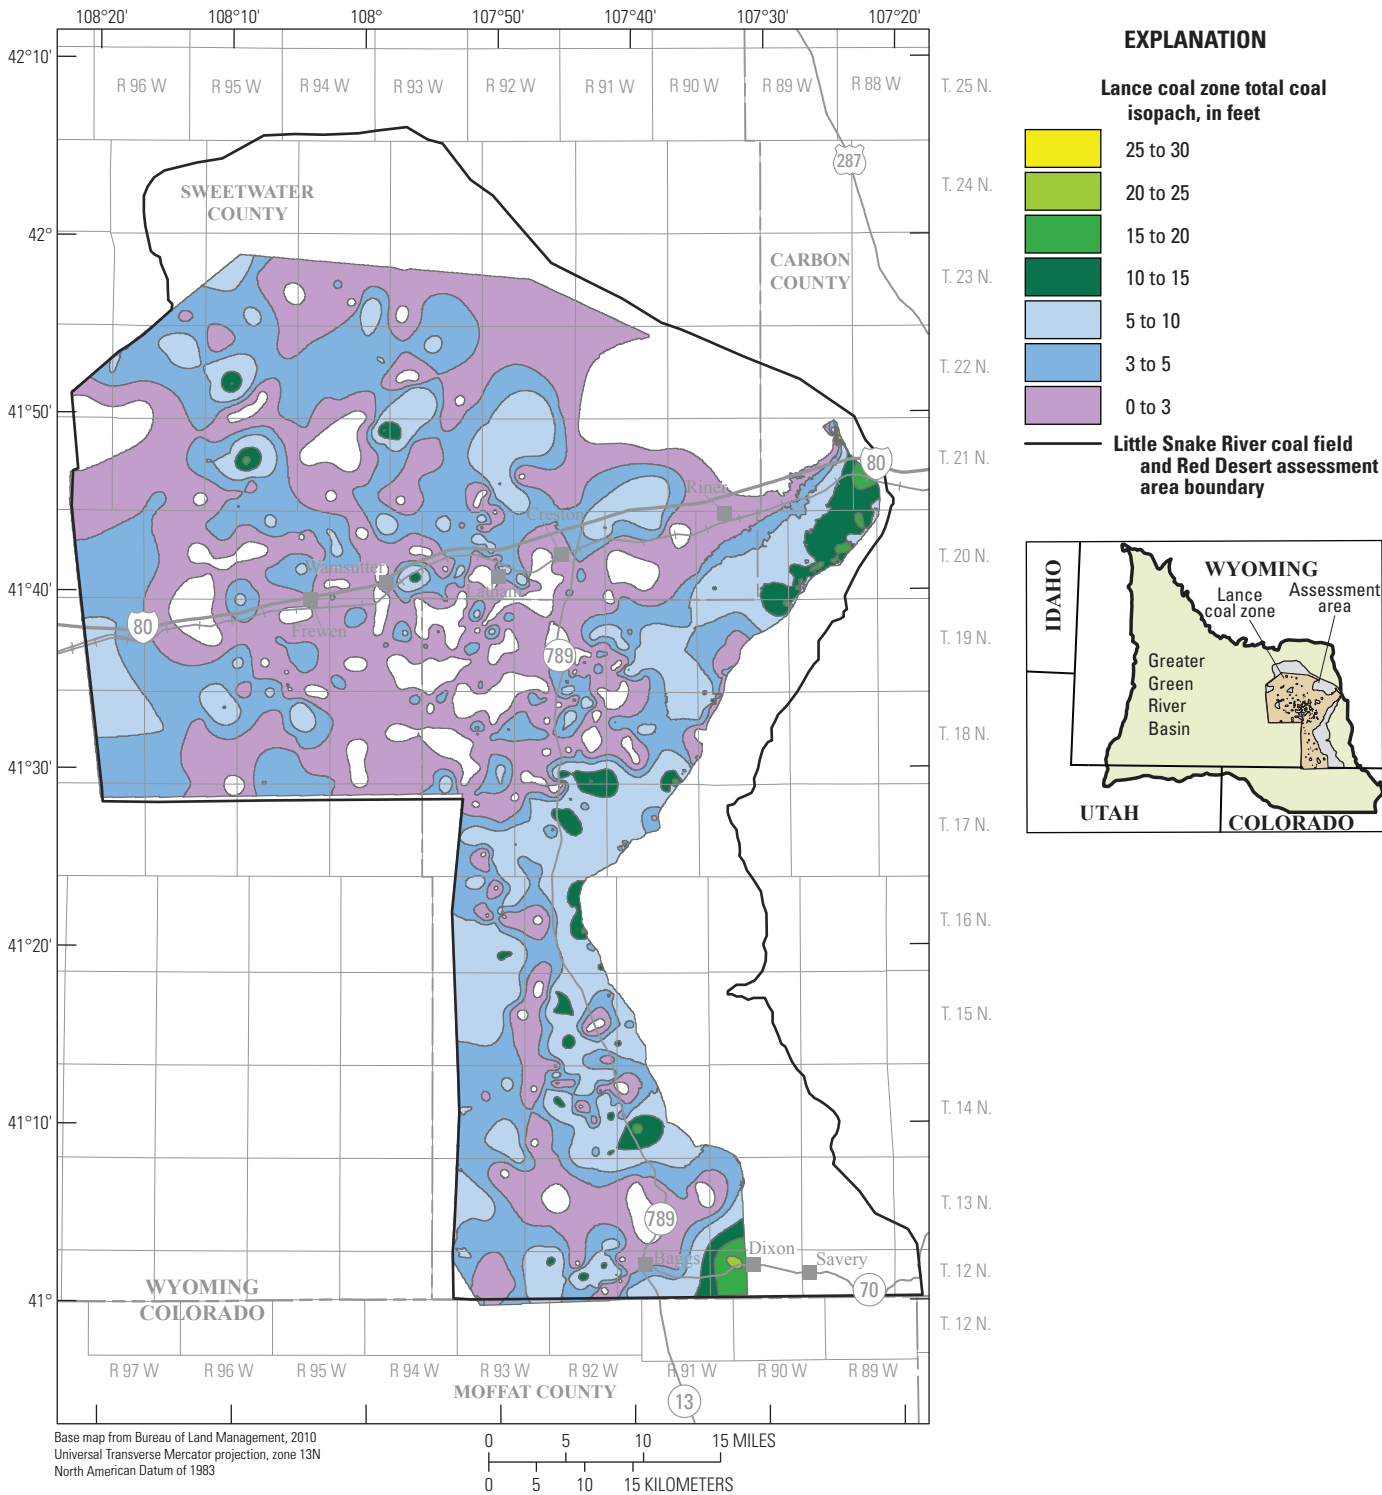 108°20' 108°10' 108° 107°50' 107°40' 107°30' 107°20'
42°10'
42°
41°50'
41°40'
41°30'
41°20'
41°10'
41°
R 96 W R 95 W R 94 W R 93 W R 92 W R 91 W R 90 W R 89 W R 88 W
T. 25 N.
T. 24 N.
T. 23 N.
T. 22 N.
T. 21 N.
T. 20 N.
T. 19 N.
T. 18 N.
T. 17 N.
T. 16 N.
T. 15 N.
T. 14 N.
T. 13 N.
T. 12 N.
T. 12 N.
287
SWEETWATER
COUNTY
CARBON
COUNTY
80
Riner
Creston
Wamsutter
Latham
Frewen
80
789
789
Baggs
Dixon
Savery
70
WYOMING
COLORADO
R 97 W R 96 W R 95 W R 94 W R 93 W R 92 W R 91 W R 90 W R 89 W
MOFFAT COUNTY
13
Base map from Bureau of Land Management, 2010
Universal Transverse Mercator projection, zone 13N
North American Datum of 1983
0 5 10 15 MILES
0 5 10 15 KILOMETERS
EXPLANATION
Lance coal zone total coal
isopach, in feet
25 to 30
20 to 25
15 to 20
10 to 15
5 to 10
3 to 5
0 to 3
Little Snake River coal field
and Red Desert assessment
area boundary
IDAHO
WYOMING
Lance
coal zone
Assessment
area
Greater
Green
River
Basin
UTAH
COLORADO